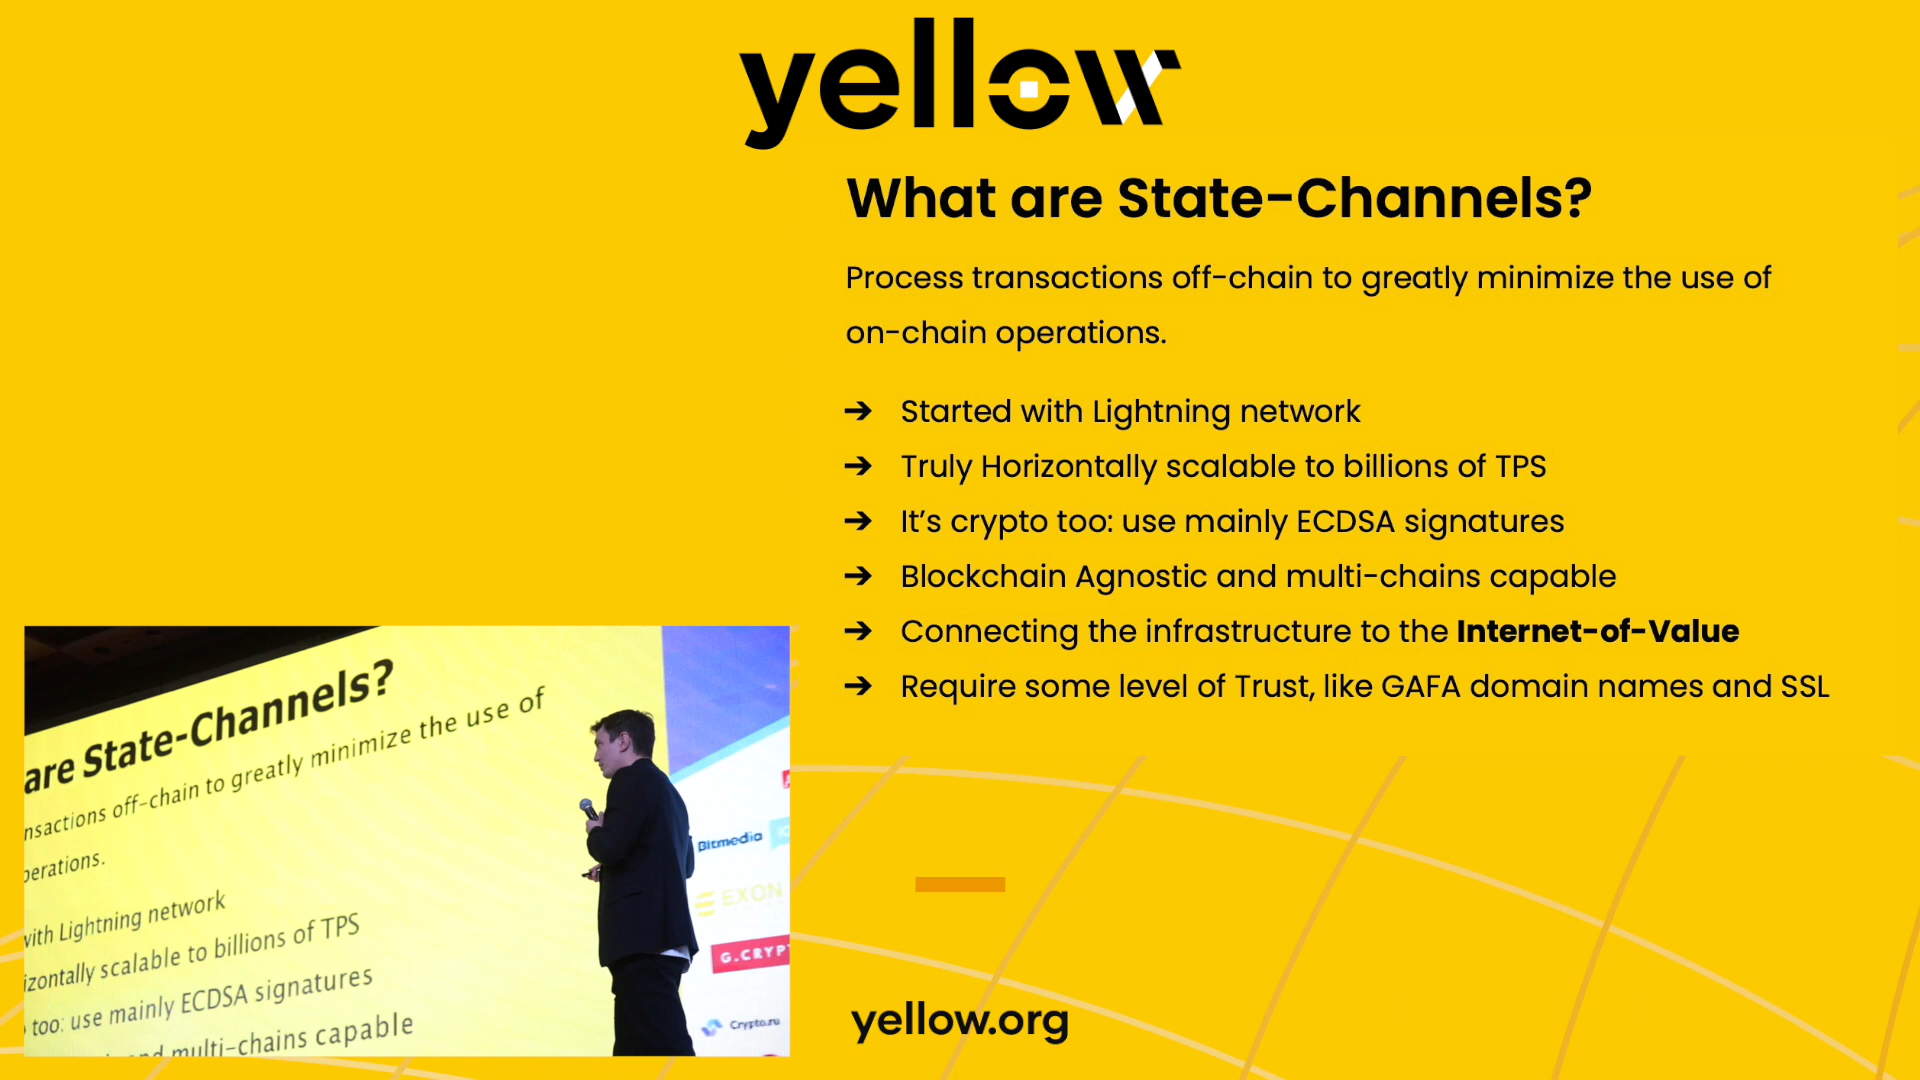 yellow
What are State-Channels?
Process transactions off-chain to greatly minimize the use of
on-chain operations.
➔ Started with Lightning network
➔ Truly Horizontally scalable to billions of TPS
➔ It's crypto too: use mainly ECDSA signatures
➔ Blockchain Agnostic and multi-chains capable
➔ Connecting the infrastructure to the Internet-of-Value
➔ Require some level of Trust, like GAFA domain names and SSL
are State-Channels?
nsactions off-chain to greatly minimize the use of
perations.
with Lightning network
izontally scalable to billions of TPS
too: use mainly ECDSA signatures
nd multi-chains capable
Bitmedia
EXON
G.CRYP
Crypto.ru
yellow.org